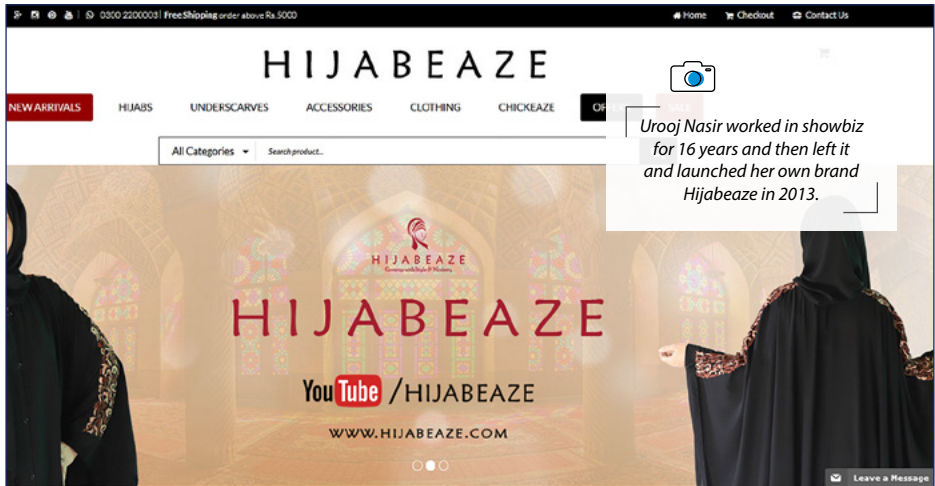 0300 2200003 | Free Shipping order above Rs.5000
Home Checkout Contact Us
HIJABEAZE
NEW ARRIVALS HIJABS UNDERSCARVES ACCESSORIES CLOTHING CHICKEAZE SALE
All Categories Search product...
Urooj Nasir worked in showbiz
for 16 years and then left it
and launched her own brand
Hijabeaze in 2013.
HIJABEAZE
HIJABEAZE
YouTube /HIJABEAZE
WWW.HIJABEAZE.COM
Leave a Message